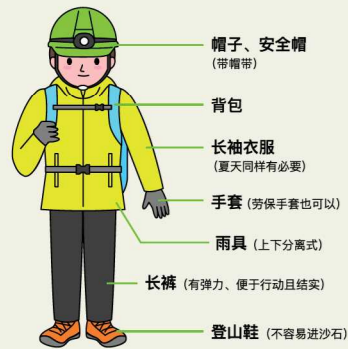 帽子、安全帽
(带帽带)
背包
长袖衣服
(夏天同样有必要)
手套 (劳保手套也可以)
雨具 (上下分离式)
长裤 (有弹力、便于行动且结实)
登山鞋 (不容易进沙石)